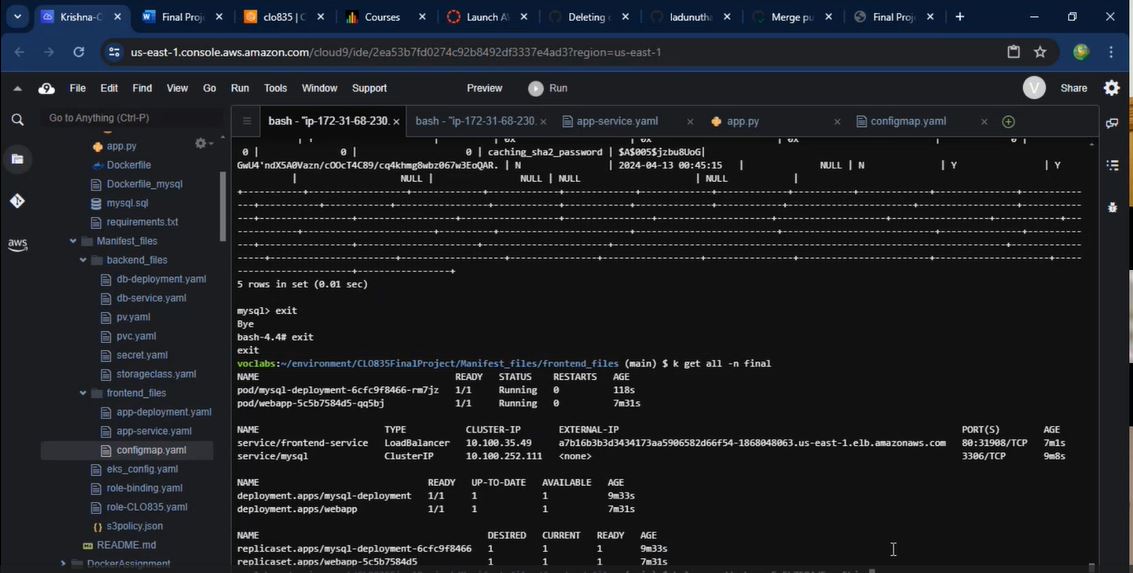 Krishna-C
Final Proj
clo835 | C
Courses
Launch AW
Deleting c
ladunutha
Merge pu
Final Proj
us-east-1.console.aws.amazon.com/cloud9/ide/2ea53b7fd0274c92b8492df3337e4ad3?region=us-east-1
File Edit Find View Go Run Tools Window Support Preview Run V Share
Go to Anything (Ctrl-P)
bash - "ip-172-31-68-230.
bash - "ip-172-31-68-230.
app-service.yaml
app.py
configmap.yaml
aws
app.py
Dockerfile
Dockerfile_mysql
mysql.sql
requirements.txt
Manifest_files
backend_files
db-deployment.yaml
db-service.yaml
pv.yaml
pvc.yaml
secret.yaml
storageclass.yaml
frontend_files
app-deployment.yaml
app-service.yaml
configmap.yaml
eks_config.yaml
role-binding.yaml
role-CLO835.yaml
{} s3policy.json
README.md
DockerAssignment
0 | 0 | 0 | caching_sha2_password | $A$005$jzbu8UoG|
GwU4'ndX5A0Vazn/cOOcT4C89/cq4khmg8wbz067w3EoQAR. | N | 2024-04-13 00:45:15 | NULL | N | Y | Y
| NULL | NULL | NULL | NULL |
5 rows in set (0.01 sec)
mysql> exit
Bye
bash-4.4# exit
exit
voclabs:~/environment/CLO835FinalProject/Manifest_files/frontend_files (main) $ k get all -n final
NAME READY STATUS RESTARTS AGE
pod/mysql-deployment-6cfc9f8466-rm7jz 1/1 Running 0 118s
pod/webapp-5c5b7584d5-qq5bj 1/1 Running 0 7m31s
NAME TYPE CLUSTER-IP EXTERNAL-IP PORT(S) AGE
service/frontend-service LoadBalancer 10.100.35.49 a7b16b3b3d3434173aa5906582d66f54-1868048063.us-east-1.elb.amazonaws.com 80:31908/TCP 7m1s
service/mysql ClusterIP 10.100.252.111 <none> 3306/TCP 9m8s
NAME READY UP-TO-DATE AVAILABLE AGE
deployment.apps/mysql-deployment 1/1 1 1 9m33s
deployment.apps/webapp 1/1 1 1 7m31s
NAME DESIRED CURRENT READY AGE
replicaset.apps/mysql-deployment-6cfc9f8466 1 1 1 9m33s
replicaset.apps/webapp-5c5b7584d5 1 1 1 7m31s